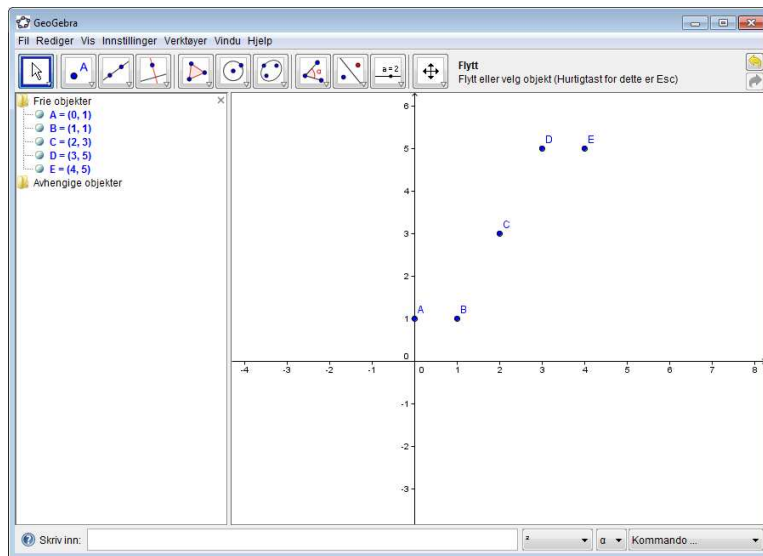 GeoGebra
Fil Rediger Vis Innstillinger Verktøyer Vindu Hjelp
A
α
a = 2
Flytt
Flytt eller velg objekt (Hurtigtast for dette er Esc)
Frie objekter
A = (0, 1)
B = (1, 1)
C = (2, 3)
D = (3, 5)
E = (4, 5)
Avhengige objekter
6
5
D
E
4
3
C
2
1
A
B
0
-4 -3 -2 -1 0 1 2 3 4 5 6 7 8
-1
-2
-3
Skriv inn:
²
α
Kommando ...